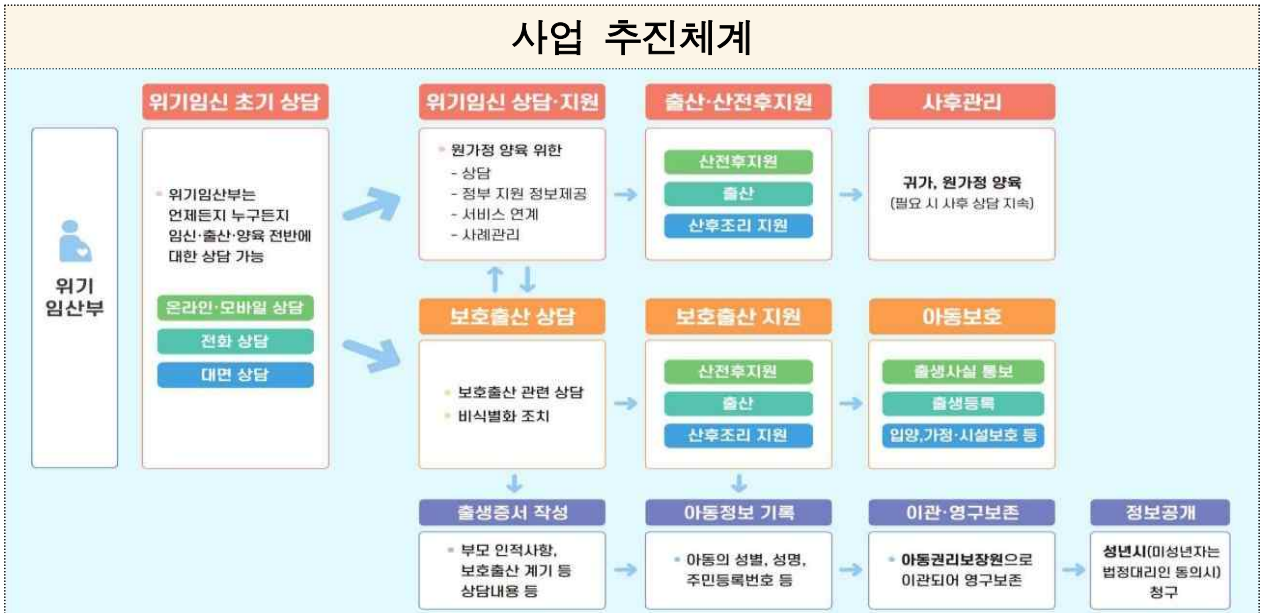 사업 추진체계
위기
임산부
위기임신 초기 상담
위기임산부는
언제든지 누구든지
임신·출산·양육 전반에
대한 상담 가능
온라인·모바일 상담
전화 상담
대면 상담
위기임신 상담·지원
원가정 양육 위한
- 상담
- 정부 지원 정보제공
- 서비스 연계
- 사례관리
출산·산전후지원
산전후지원
출산
산후조리 지원
사후관리
귀가, 원가정 양육
(필요 시 사후 상담 지속)
보호출산 상담
보호출산 관련 상담
비식별화 조치
보호출산 지원
산전후지원
출산
산후조리 지원
아동보호
출생사실 통보
출생등록
입양,가정·시설보호 등
출생증서 작성
부모 인적사항,
보호출산 계기 등
상담내용 등
아동정보 기록
아동의 성별, 성명,
주민등록번호 등
이관·영구보존
아동권리보장원으로
이관되어 영구보존
정보공개
성년시(미성년자는
법정대리인 동의시)
청구